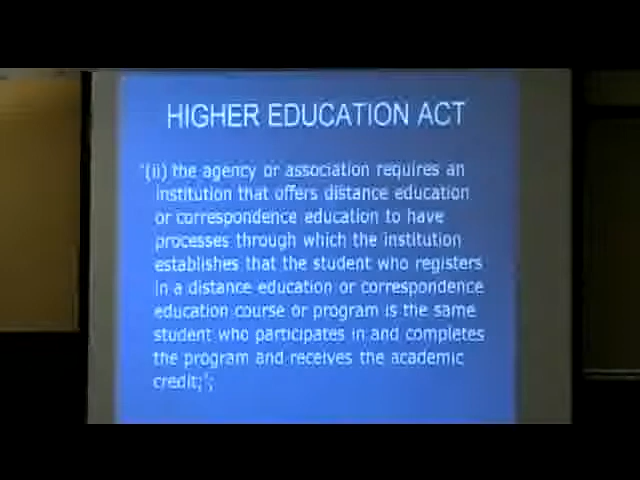 HIGHER EDUCATION ACT
"(ii) the agency or association requires an
institution that offers distance education
or correspondence education to have
processes through which the institution
establishes that the student who registers
in a distance education or correspondence
education course or program is the same
student who participates in and completes
the program and receives the academic
credit;";